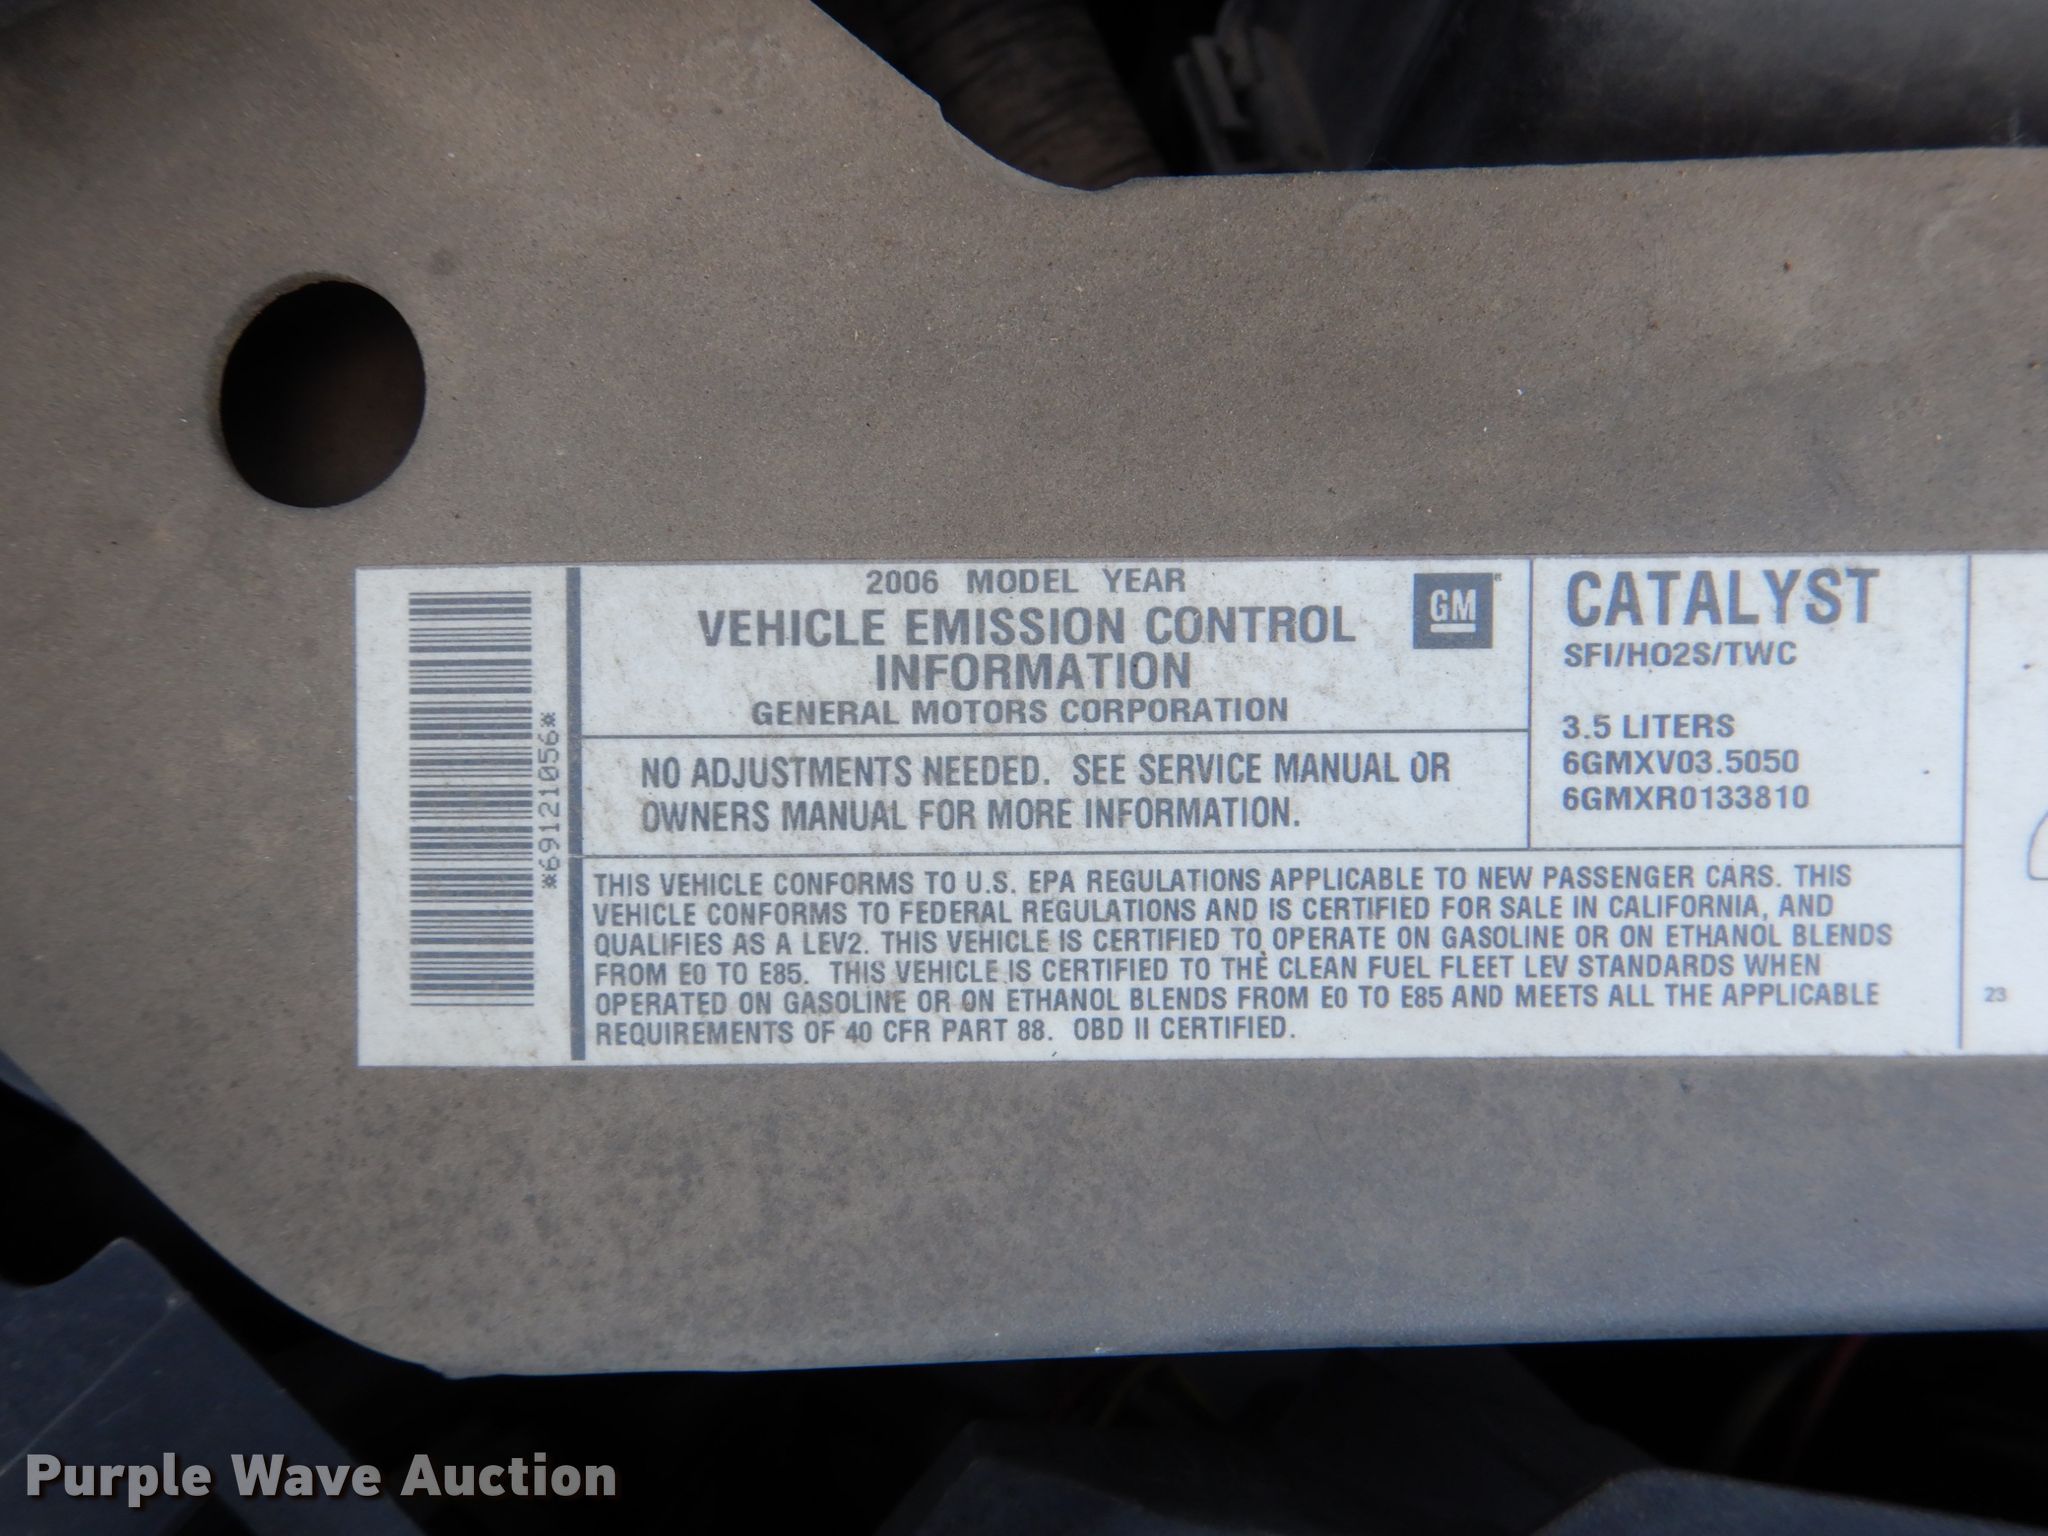 *69121056*
2006 MODEL YEAR
VEHICLE EMISSION CONTROL
INFORMATION
GENERAL MOTORS CORPORATION
GM
NO ADJUSTMENTS NEEDED. SEE SERVICE MANUAL OR
OWNERS MANUAL FOR MORE INFORMATION.
CATALYST
SFI/HO2S/TWC
3.5 LITERS
6GMXV03.5050
6GMXR0133810
THIS VEHICLE CONFORMS TO U.S. EPA REGULATIONS APPLICABLE TO NEW PASSENGER CARS. THIS
VEHICLE CONFORMS TO FEDERAL REGULATIONS AND IS CERTIFIED FOR SALE IN CALIFORNIA, AND
QUALIFIES AS A LEV2. THIS VEHICLE IS CERTIFIED TO OPERATE ON GASOLINE OR ON ETHANOL BLENDS
FROM E0 TO E85. THIS VEHICLE IS CERTIFIED TO THE CLEAN FUEL FLEET LEV STANDARDS WHEN
OPERATED ON GASOLINE OR ON ETHANOL BLENDS FROM E0 TO E85 AND MEETS ALL THE APPLICABLE
REQUIREMENTS OF 40 CFR PART 88. OBD II CERTIFIED.
23
Purple Wave Auction